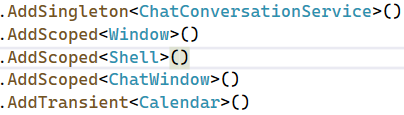 .AddSingleton<ChatConversationService>()
.AddScoped<Window>()
.AddScoped<Shell>()
.AddScoped<ChatWindow>()
.AddTransient<Calendar>()